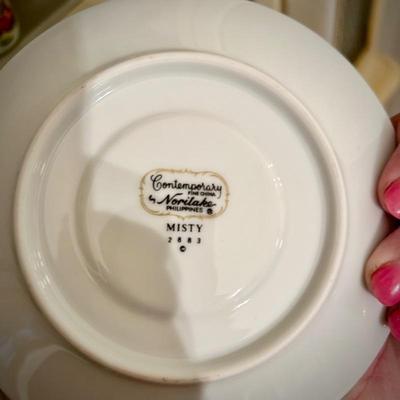 Contemporary
FINE CHINA
by Noritake ®
PHILIPPINES
MISTY
2883
©